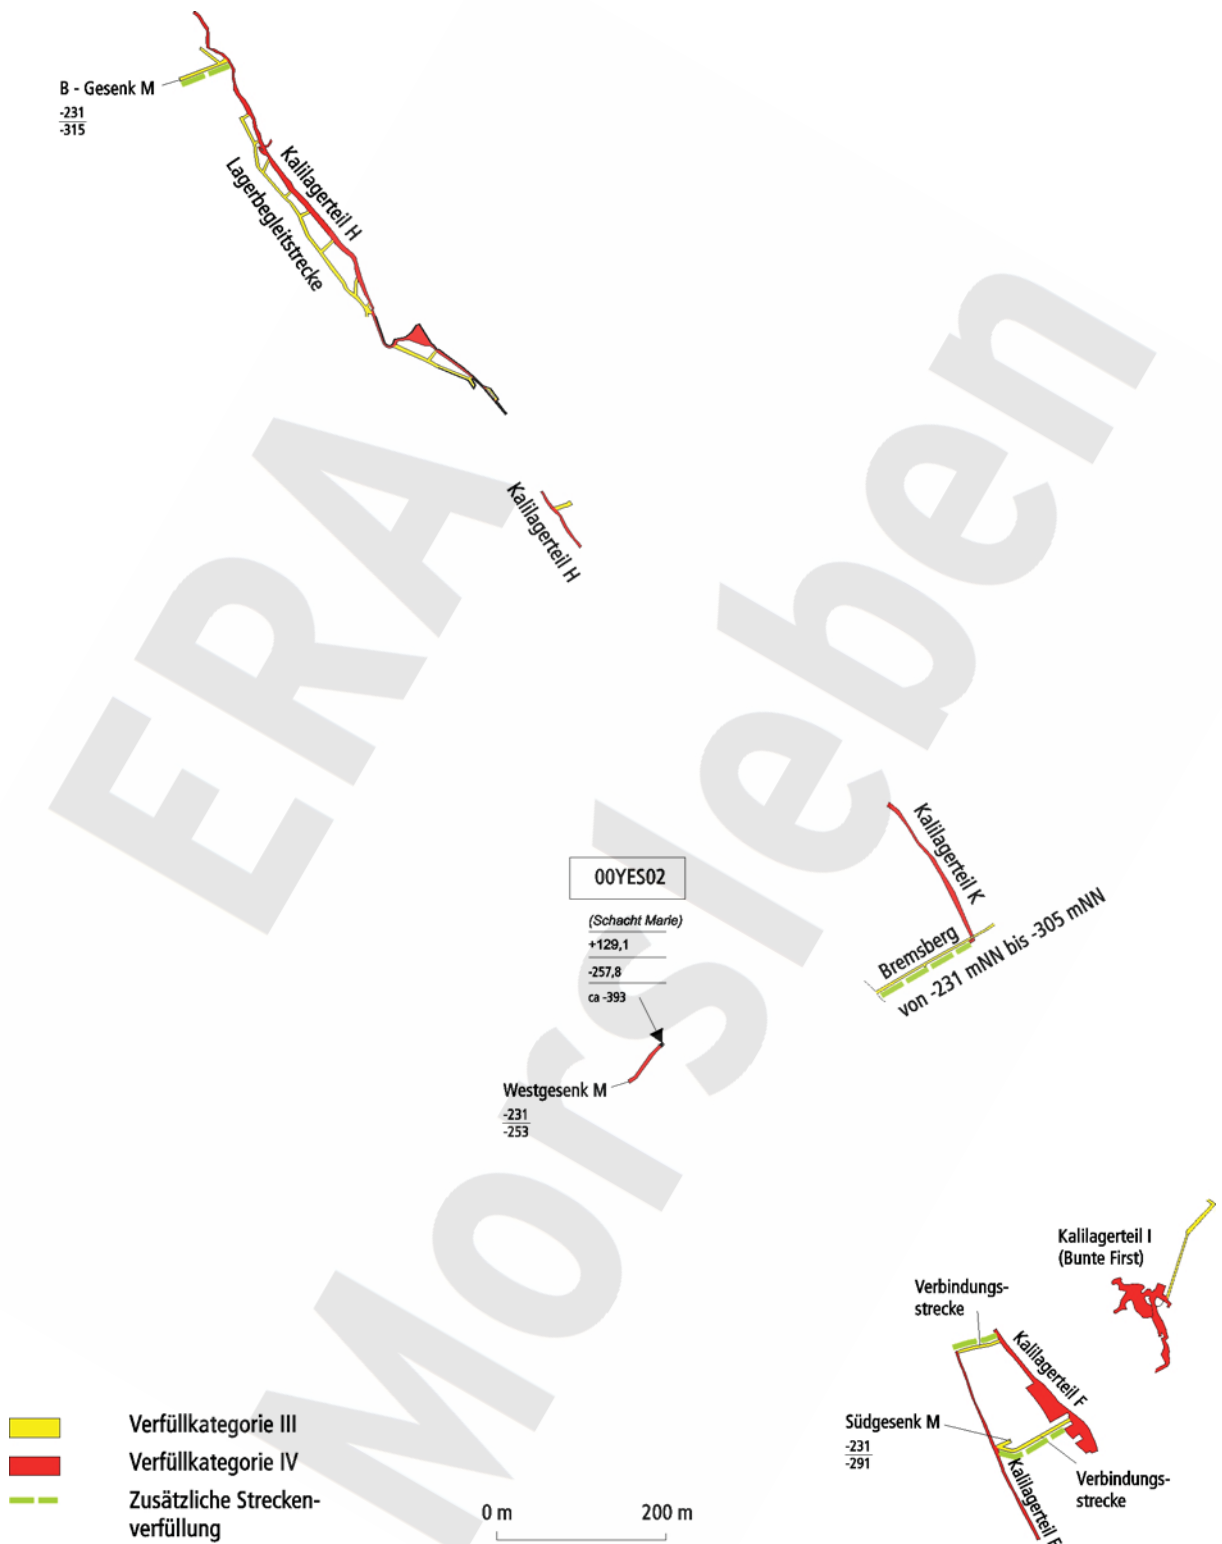 B - Gesenk M
-231
-315
Kalilagerteil H
Lagerbegleitstrecke
Kalilagerteil H
ERA Morsleben
00YES02
(Schacht Marie)
+129,1
-257,8
ca -393
Kalilagerteil K
Bremsberg
von -231 mNN bis -305 mNN
Westgesenk M
-231
-253
Kalilagerteil I
(Bunte First)
Verbindungs-
strecke
Kalilagerteil F
Südgesenk M
-231
-291
Kalilagerteil
Verbindungs-
strecke
Verfüllkategorie III
Verfüllkategorie IV
Zusätzliche Strecken-
verfüllung
0 m
200 m